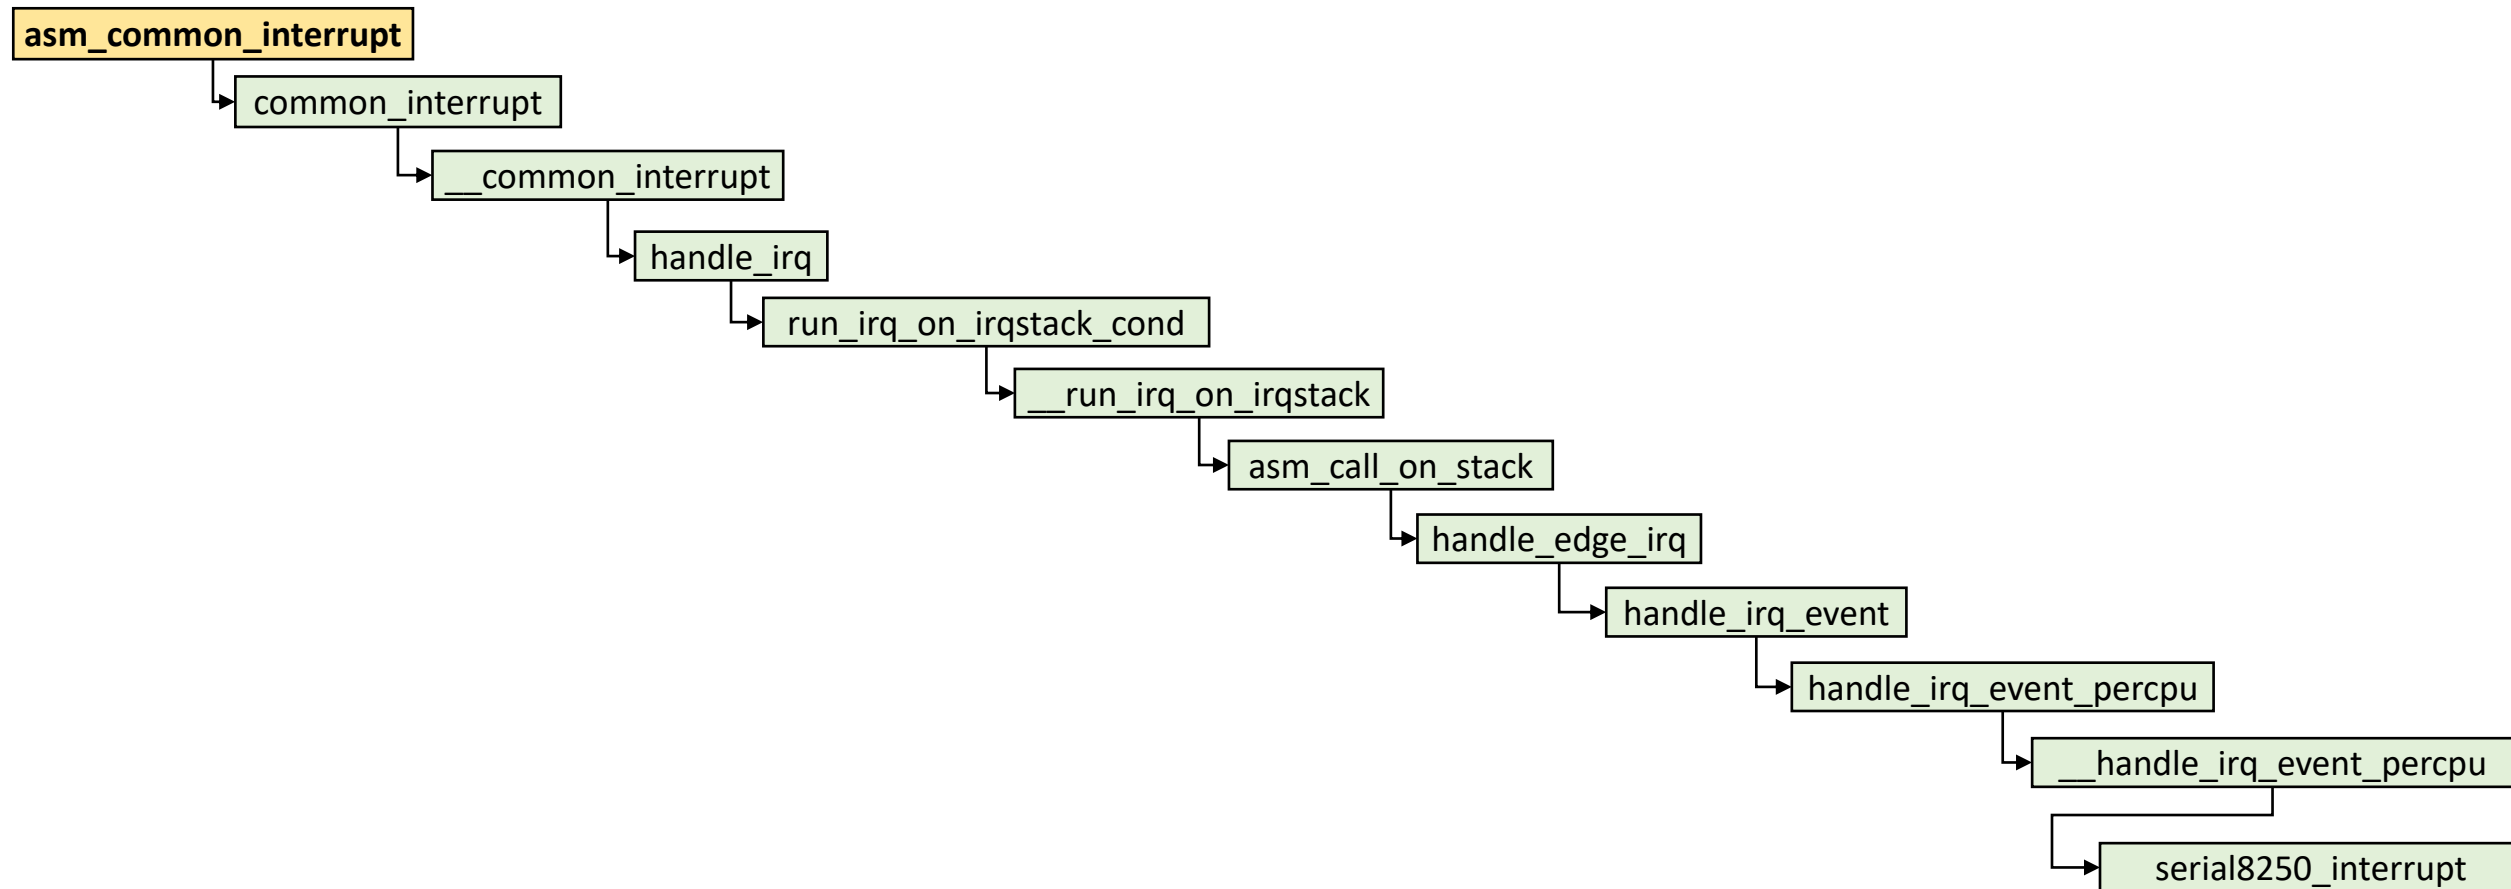 asm_common_interrupt
common_interrupt
__common_interrupt
handle_irq
run_irq_on_irqstack_cond
__run_irq_on_irqstack
asm_call_on_stack
handle_edge_irq
handle_irq_event
handle_irq_event_percpu
__handle_irq_event_percpu
serial8250_interrupt